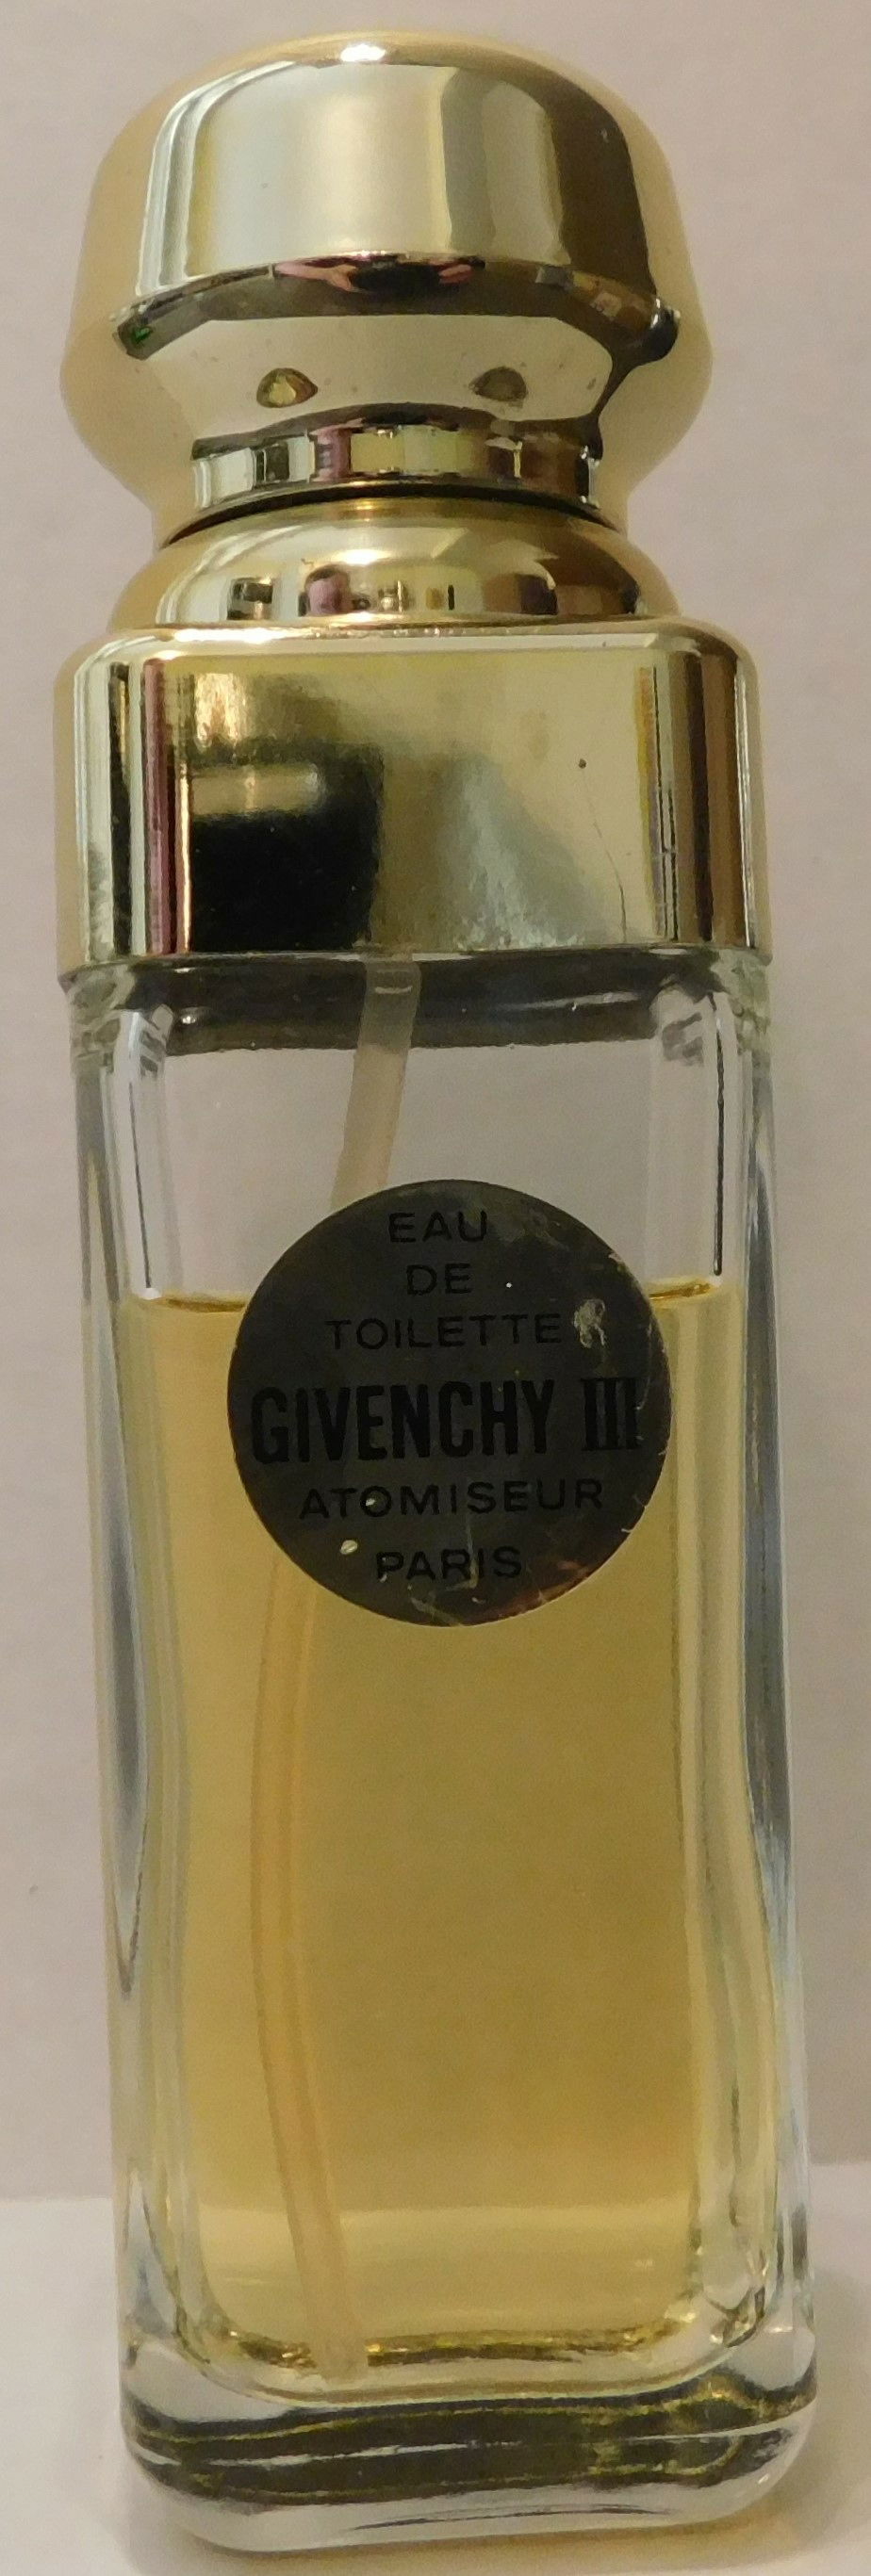 EAU
DE
TOILETTE
GIVENCHY III
ATOMISEUR
PARIS